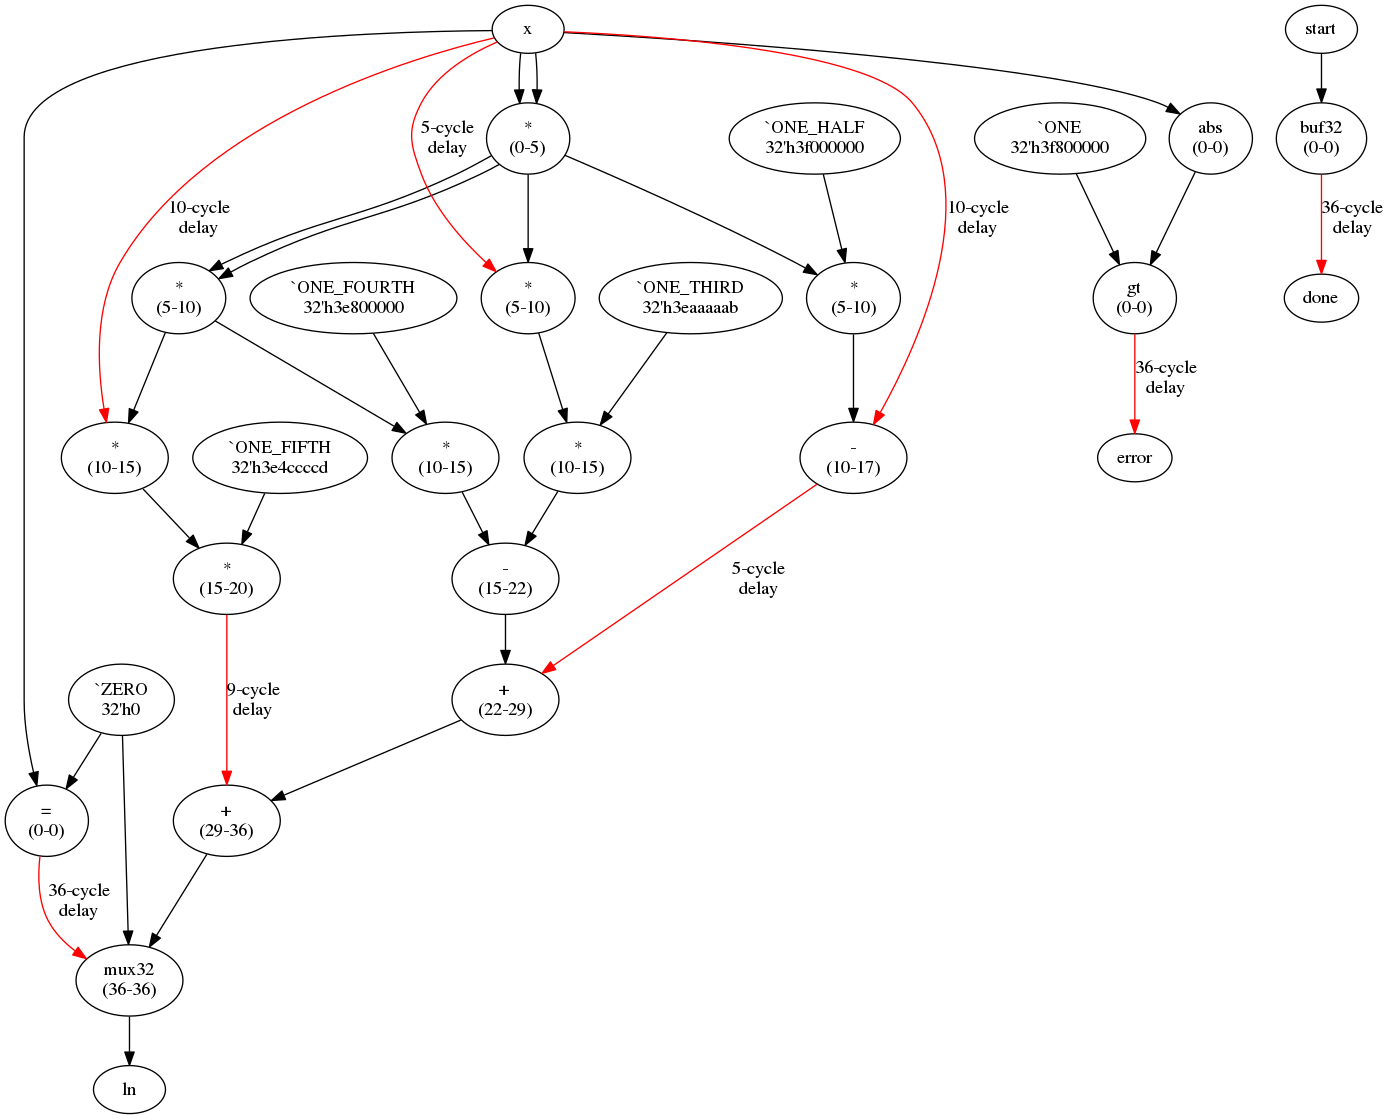 x
start
*
(0-5)
`ONE_HALF
32'h3f000000
`ONE
32'h3f800000
abs
(0-0)
buf32
(0-0)
5-cycle
delay
10-cycle
delay
10-cycle
delay
36-cycle
delay
*
(5-10)
`ONE_FOURTH
32'h3e800000
*
(5-10)
`ONE_THIRD
32'h3eaaaaab
*
(5-10)
gt
(0-0)
done
36-cycle
delay
*
(10-15)
`ONE_FIFTH
32'h3e4ccccd
*
(10-15)
*
(10-15)
-
(10-17)
error
*
(15-20)
-
(15-22)
5-cycle
delay
`ZERO
32'h0
9-cycle
delay
+
(22-29)
=
(0-0)
+
(29-36)
36-cycle
delay
mux32
(36-36)
ln